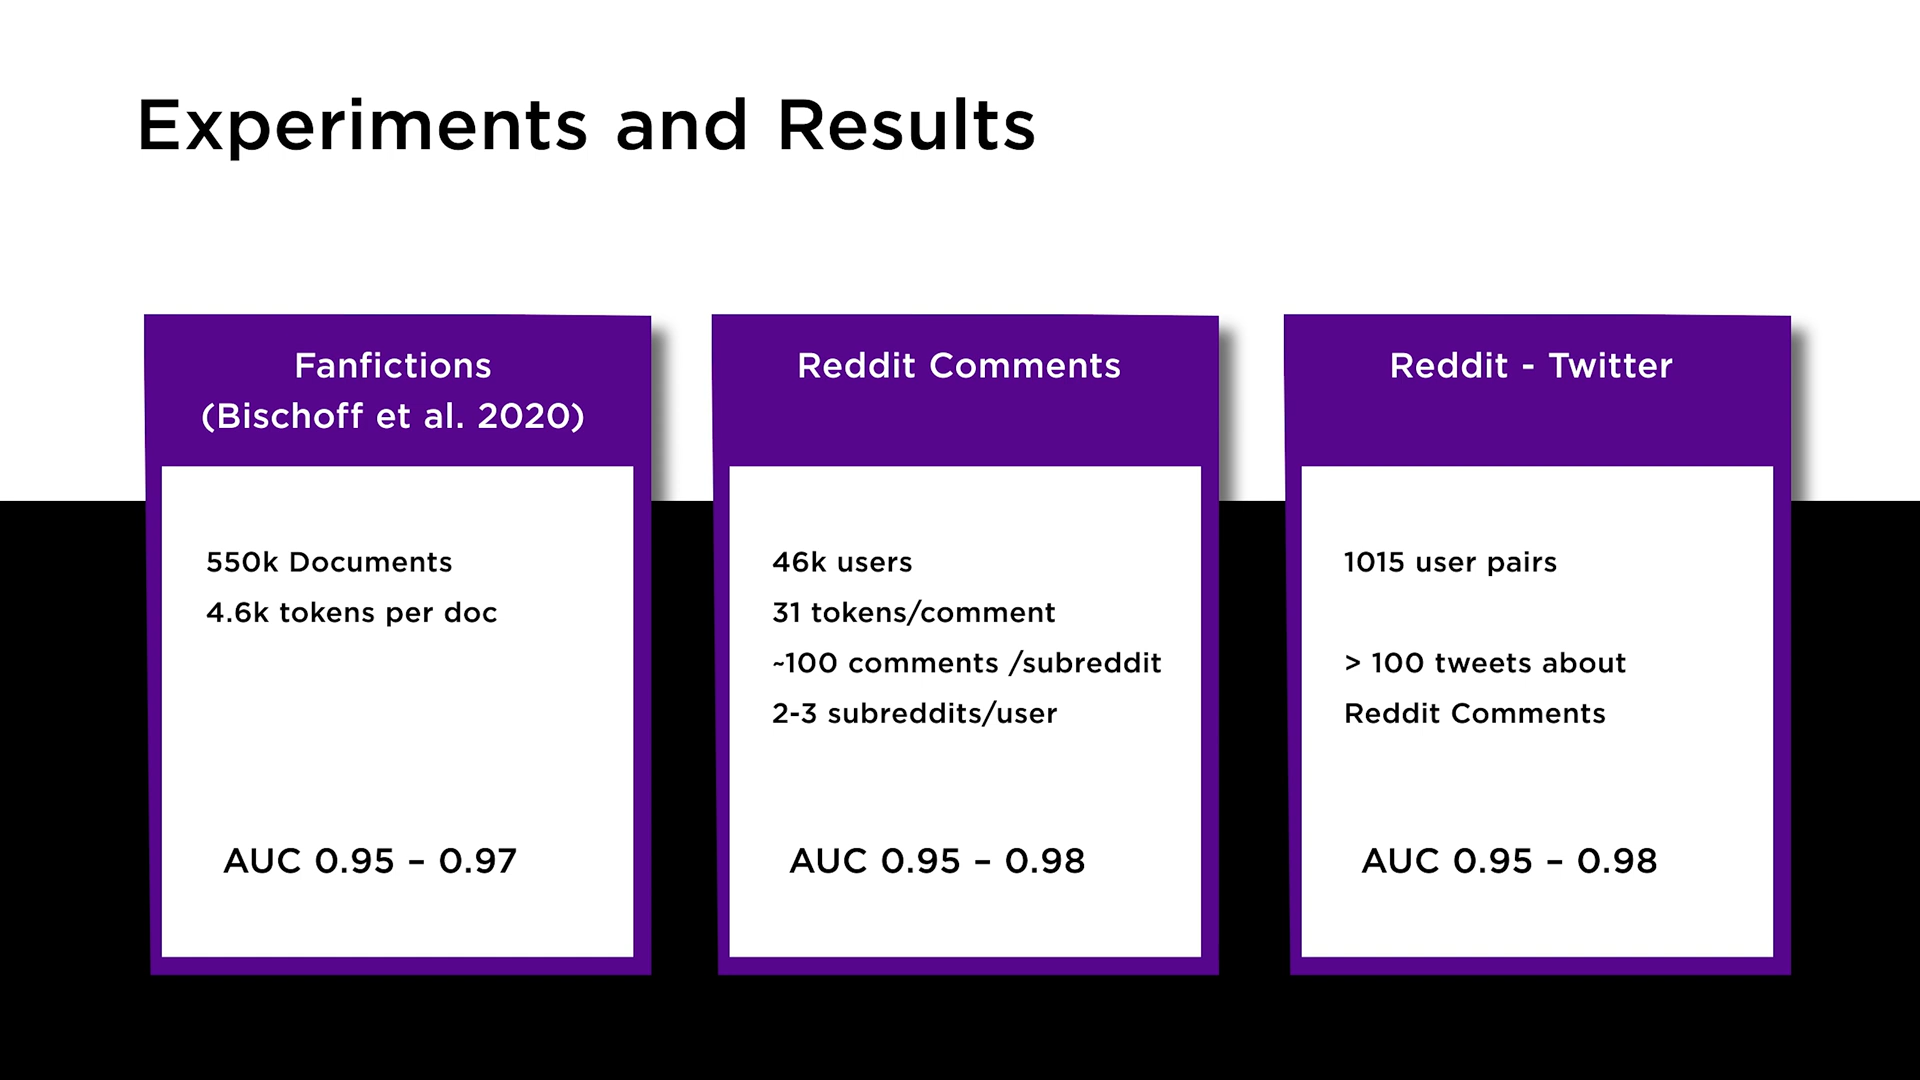 Experiments and Results
Fanfictions
(Bischoff et al. 2020)
550k Documents
4.6k tokens per doc
AUC 0.95 – 0.97
Reddit Comments
46k users
31 tokens/comment
~100 comments /subreddit
2-3 subreddits/user
AUC 0.95 – 0.98
Reddit - Twitter
1015 user pairs
> 100 tweets about
Reddit Comments
AUC 0.95 – 0.98